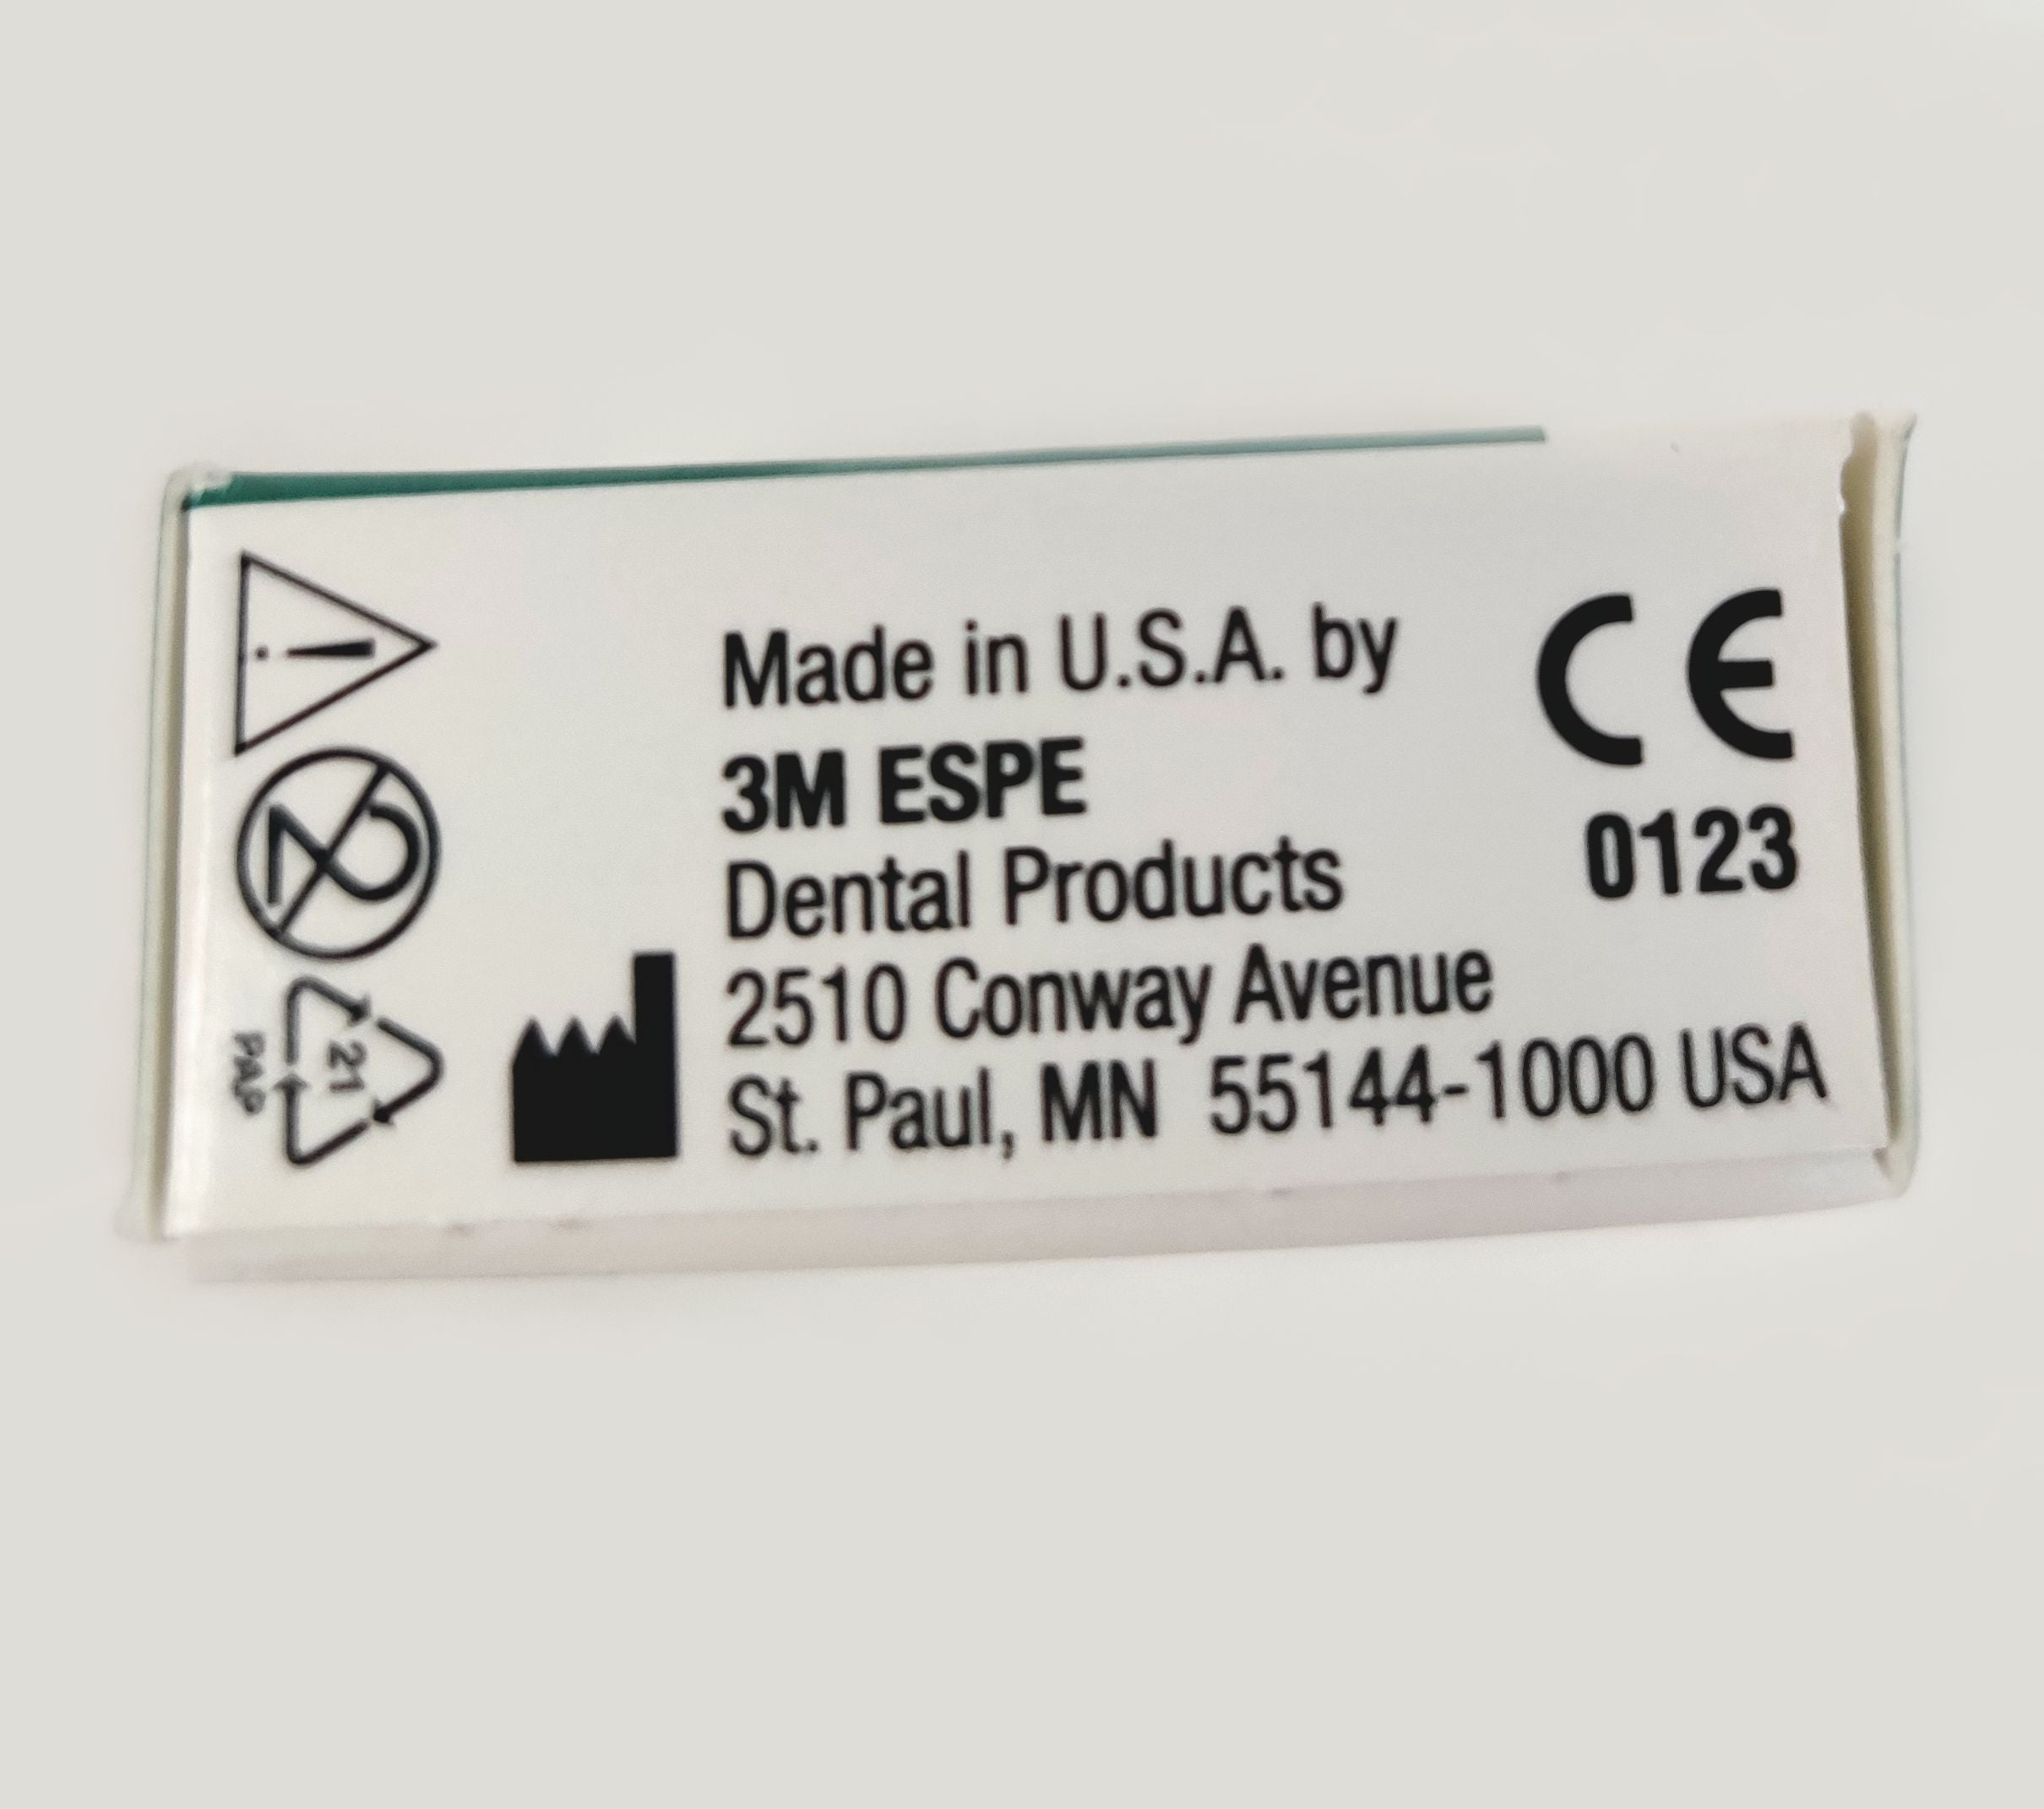 Made in U.S.A. by
3M ESPE
Dental Products
2510 Conway Avenue
St. Paul, MN 55144-1000 USA
CE
0123
!
2
21
PAP